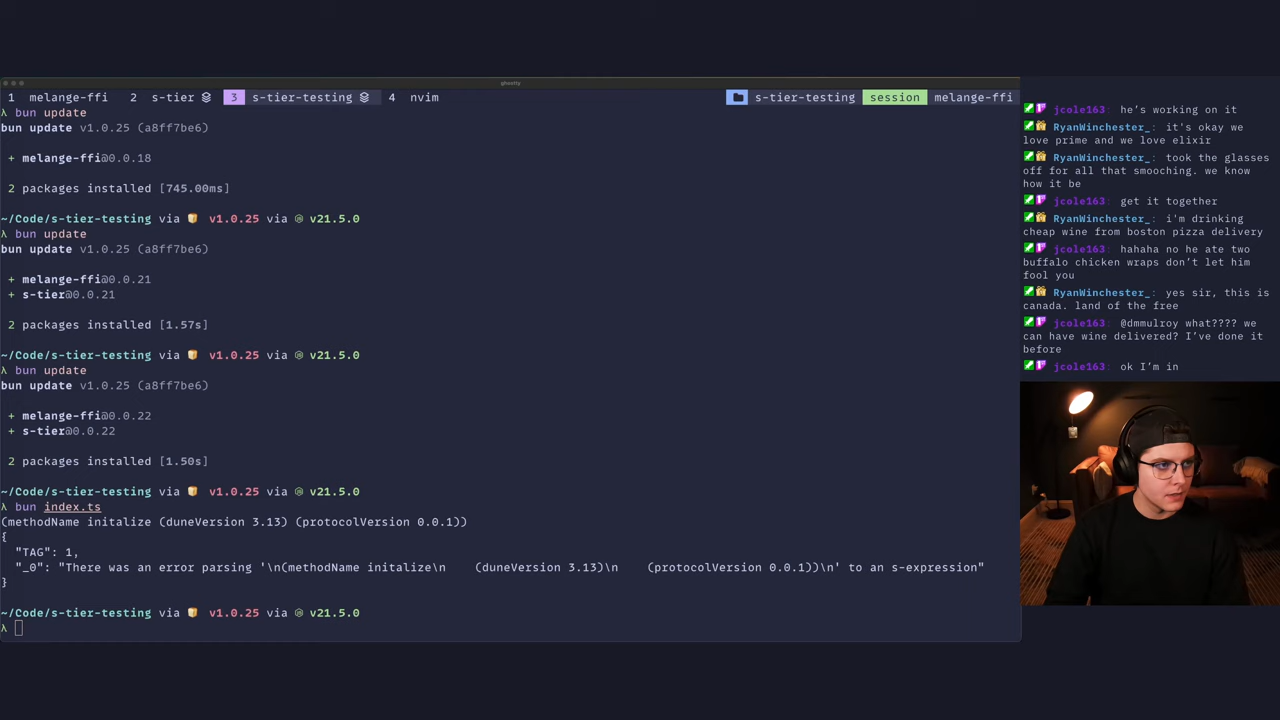 ghostty
1 melange-ffi 2 s-tier 3 s-tier-testing 4 nvim s-tier-testing session melange-ffi
λ bun update
bun update v1.0.25 (a8ff7be6)
+ melange-ffi@0.0.18
2 packages installed [745.00ms]
~/Code/s-tier-testing via v1.0.25 via v21.5.0
λ bun update
bun update v1.0.25 (a8ff7be6)
+ melange-ffi@0.0.21
+ s-tier@0.0.21
2 packages installed [1.57s]
~/Code/s-tier-testing via v1.0.25 via v21.5.0
λ bun update
bun update v1.0.25 (a8ff7be6)
+ melange-ffi@0.0.22
+ s-tier@0.0.22
2 packages installed [1.50s]
~/Code/s-tier-testing via v1.0.25 via v21.5.0
λ bun index.ts
(methodName initalize (duneVersion 3.13) (protocolVersion 0.0.1))
{
"TAG": 1,
"_0": "There was an error parsing '\n(methodName initalize\n    (duneVersion 3.13)\n    (protocolVersion 0.0.1))\n' to an s-expression"
}
~/Code/s-tier-testing via v1.0.25 via v21.5.0
λ
jcole163: he's working on it
RyanWinchester_: it's okay we
love prime and we love elixir
RyanWinchester_: took the glasses
off for all that smooching. we know
how it be
jcole163: get it together
RyanWinchester_: i'm drinking
cheap wine from boston pizza delivery
jcole163: hahaha no he ate two
buffalo chicken wraps don't let him
fool you
RyanWinchester_: yes sir, this is
canada. land of the free
jcole163: @dmmulroy what???? we
can have wine delivered? I've done it
before
jcole163: ok I'm in